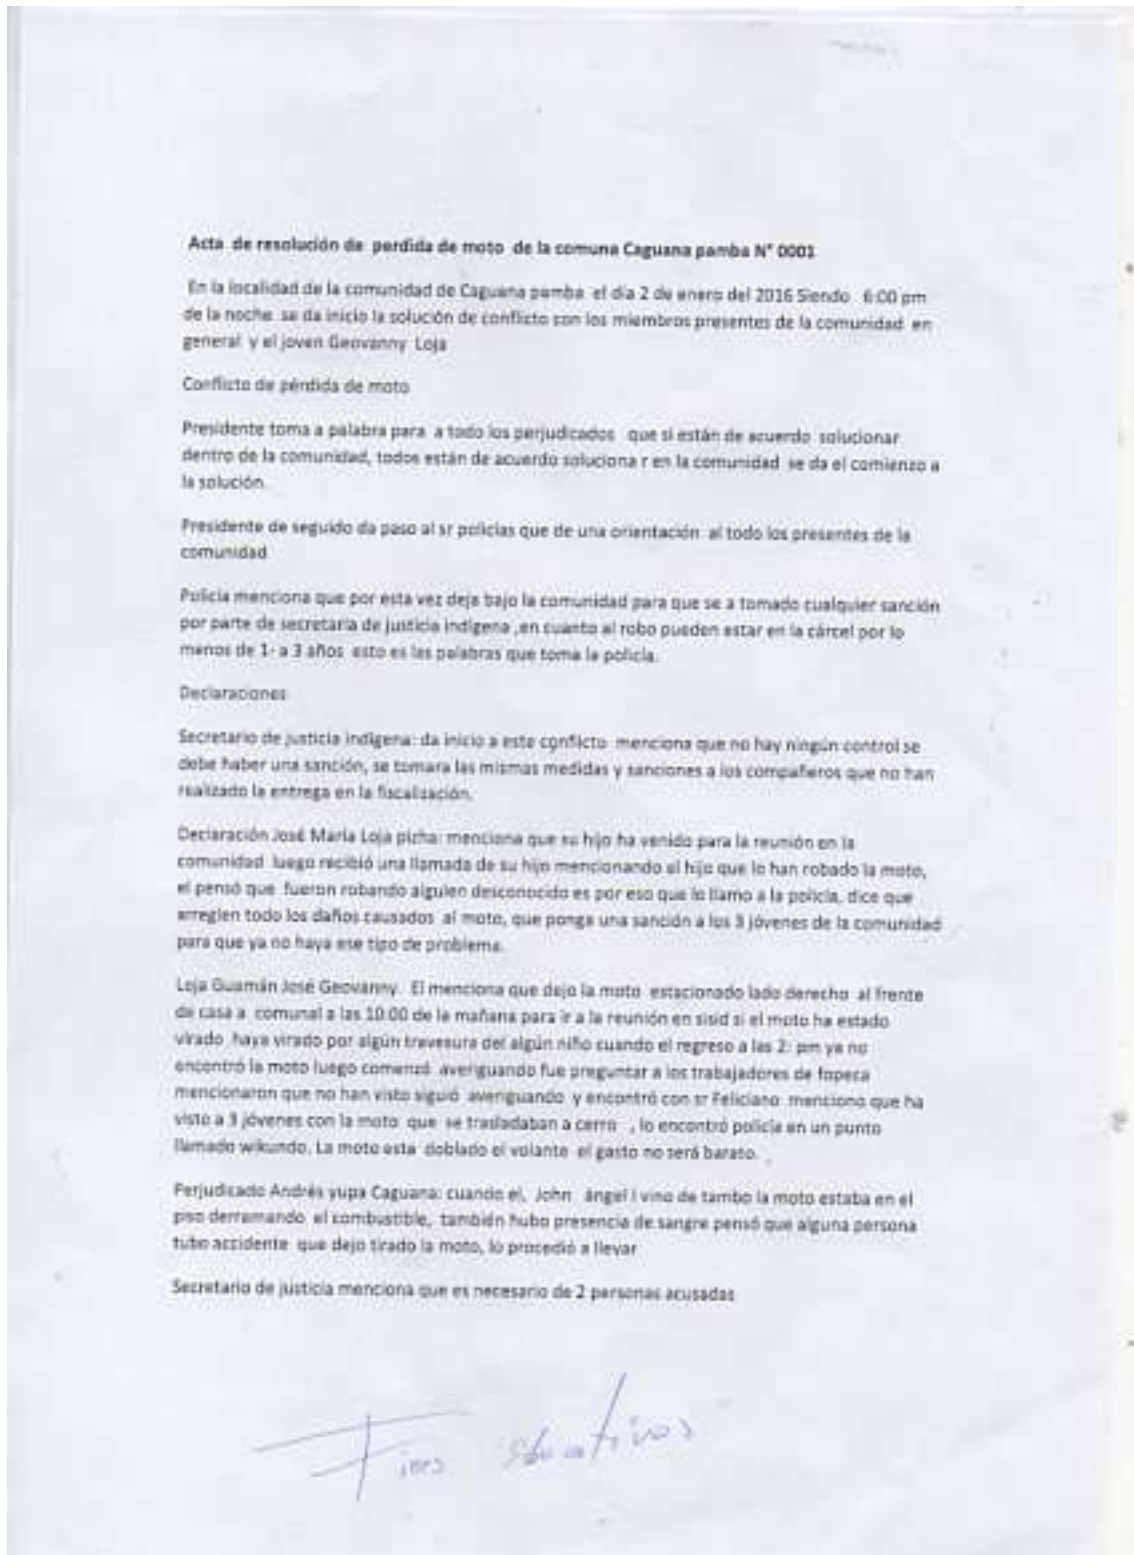 Acta de resolución de perdida de moto de la comuna Caguana pamba N° 0001
En la localidad de la comunidad de Caguana pamba el día 2 de enero del 2016 Siendo 6:00 pm
de la noche se da inicio la solución de conflicto con los miembros presentes de la comunidad en
general y el joven Geovanny Loja
Conflicto de pérdida de moto
Presidente toma a palabra para a todo los perjudicados que si están de acuerdo solucionar
dentro de la comunidad, todos están de acuerdo soluciona r en la comunidad se da el comienzo a
la solución.
Presidente de seguido da paso al sr policias que de una orientación al todo los presentes de la
comunidad
Policía menciona que por esta vez deja bajo la comunidad para que se a tomado cualquier sanción
por parte de secretaria de justicia indígena ,en cuanto al robo pueden estar en la cárcel por lo
menos de 1- a 3 años esto es las palabras que toma la policía.
Declaraciones
Secretario de justicia indígena: da inicio a este conflicto menciona que no hay ningún control se
debe haber una sanción, se tomara las mismas medidas y sanciones a los compañeros que no han
realizado la entrega en la fiscalización.
Declaración José María Loja pizha: menciona que su hijo ha venido para la reunión en la
comunidad luego recibió una llamada de su hijo mencionando el hijo que lo han robado la moto,
el pensó que fueron robando alguien desconocido es por eso que lo llamo a la policía, dice que
arreglen todo los daños causados al moto, que ponga una sanción a los 3 jóvenes de la comunidad
para que ya no haya ese tipo de problema.
Loja Guamán José Geovanny. El menciona que dejo la moto estacionado lado derecho al frente
de casa a comunal a las 10:00 de la mañana para ir a la reunión en sisid si el moto ha estado
virado haya virado por algún travesura del algún niño cuando el regreso a las 2: pm ya no
encontró la moto luego comenzó averiguando fue preguntar a los trabajadores de fopeca
mencionaron que no han visto siguió averiguando y encontró con sr Feliciano menciono que ha
visto a 3 jóvenes con la moto que se trasladaban a cerro , lo encontró policía en un punto
llamado wikundo. La moto esta doblado el volante el gasto no será barato.
Perjudicado Andrés yupa Caguana: cuando el, John ángel l vino de tambo la moto estaba en el
piso derramando el combustible, también hubo presencia de sangre pensó que alguna persona
tubo accidente que dejo tirado la moto, lo procedió a llevar
Secretario de justicia menciona que es necesario de 2 personas acusadas
Fines